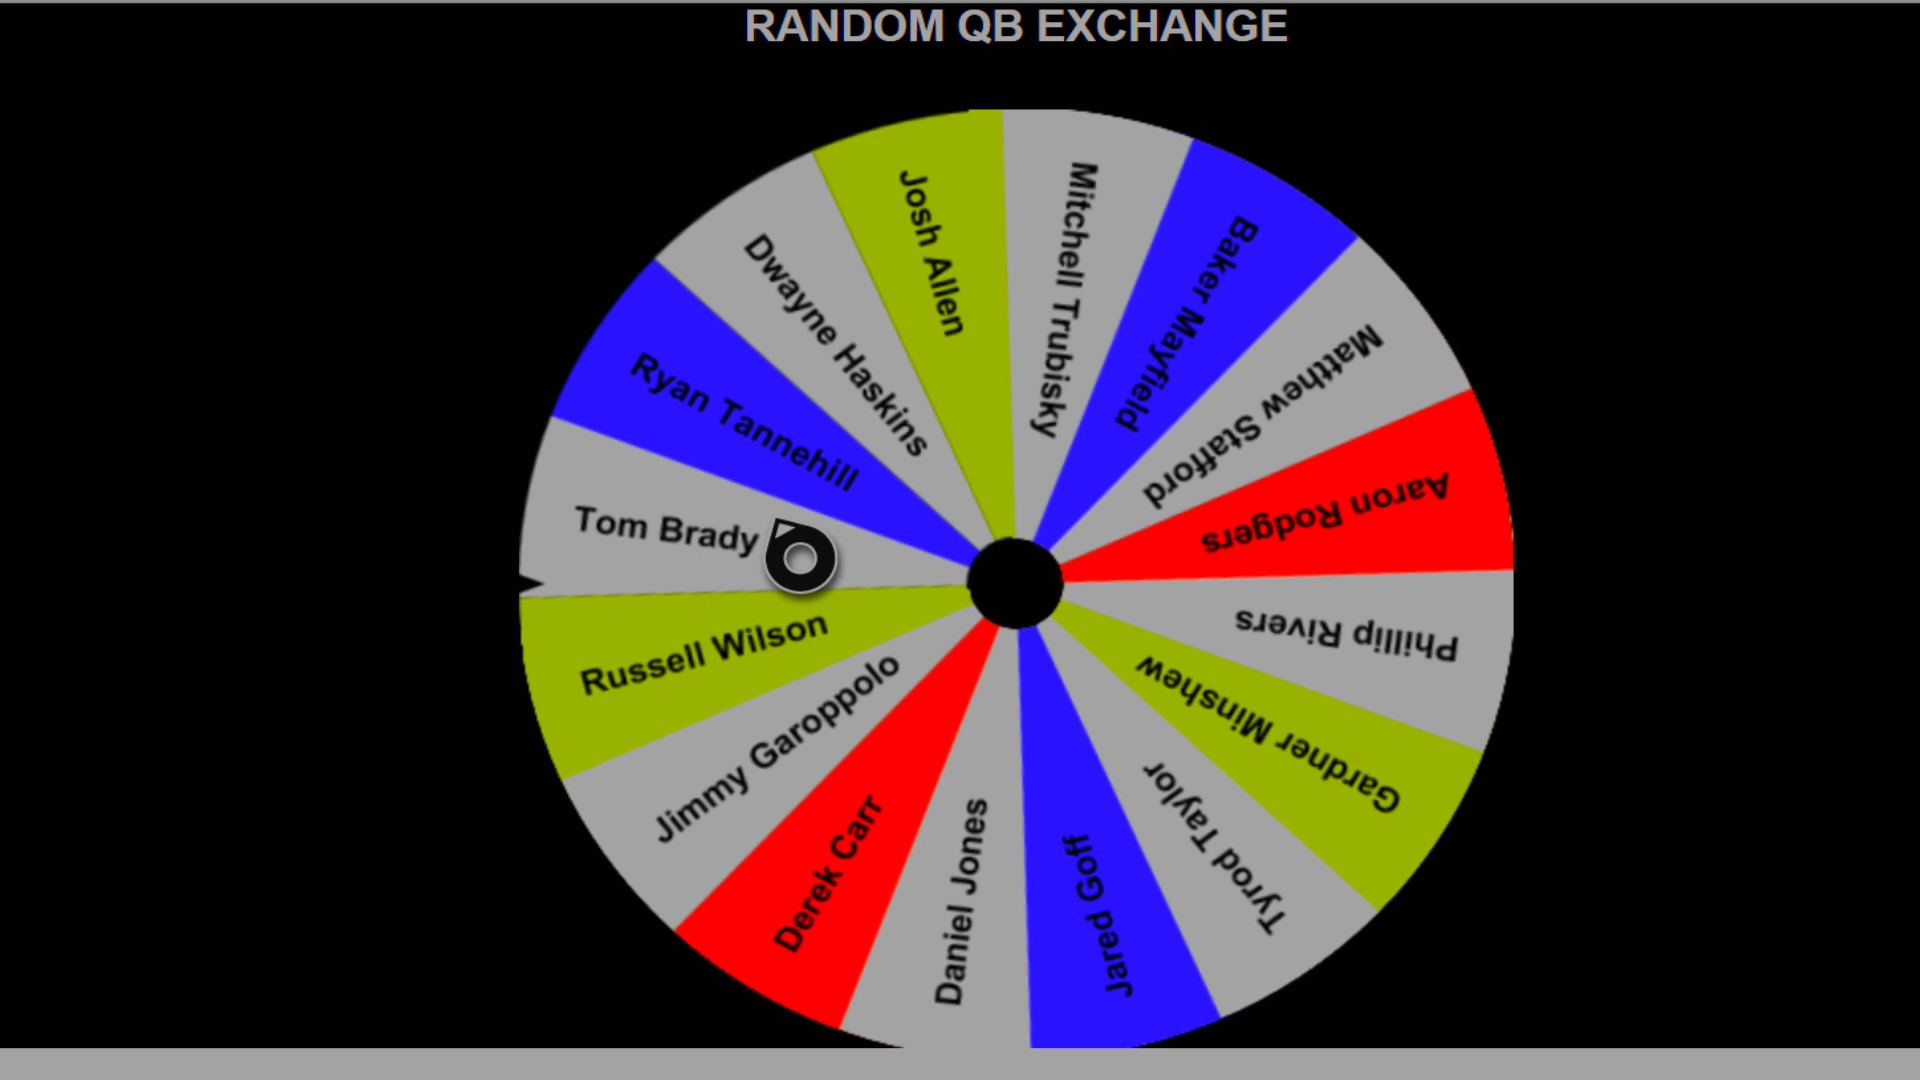 RANDOM QB EXCHANGE
Josh Allen
Mitchell Trubisky
Baker Mayfield
Matthew Stafford
Aaron Rodgers
Phillip Rivers
Gardner Minshew
Tyrod Taylor
Jared Goff
Daniel Jones
Derek Carr
Jimmy Garoppolo
Russell Wilson
Tom Brady
Ryan Tannehill
Dwayne Haskins